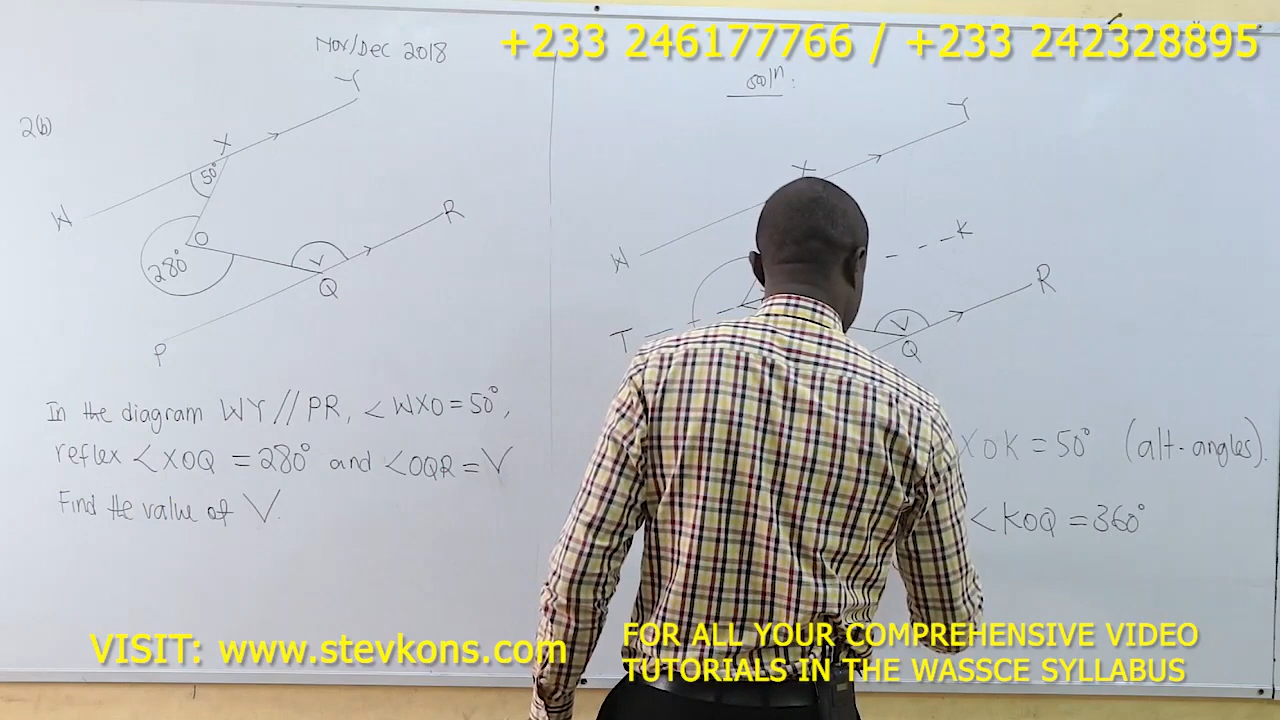 +233 246177766 / +233 242328895
Nov/Dec 2018
2(b)
Y
X
50°
W
O
280°
V
R
Q
P
In the diagram WY // PR, <WXO = 50°,
reflex <XOQ = 280° and <OQR = V
Find the value of V.
Soln:
Y
X
W
K
T
R
V
Q
XOK = 50° (alt. angles).
<KOQ = 360°
VISIT: www.stevkons.com
FOR ALL YOUR COMPREHENSIVE VIDEO
TUTORIALS IN THE WASSCE SYLLABUS